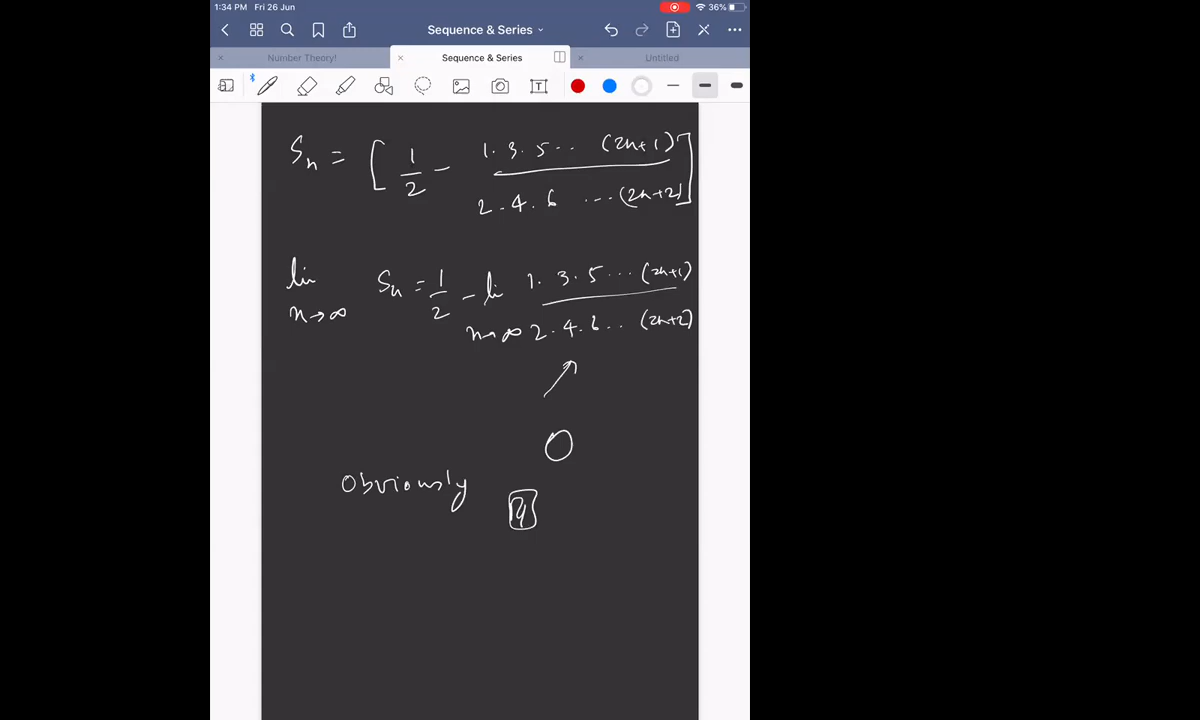 1:34 PM Fri 26 Jun 36%
Sequence & Series
Number Theory! Sequence & Series Untitled
T
Sn = [ 1/2 - 1.3.5.. (2n+1) / 2.4.6 ...(2n+2) ]
lim n→∞ Sn = 1/2 - li n→∞ 1.3.5... (2n+1) / 2.4.6.. (2n+2)
0
Obviously